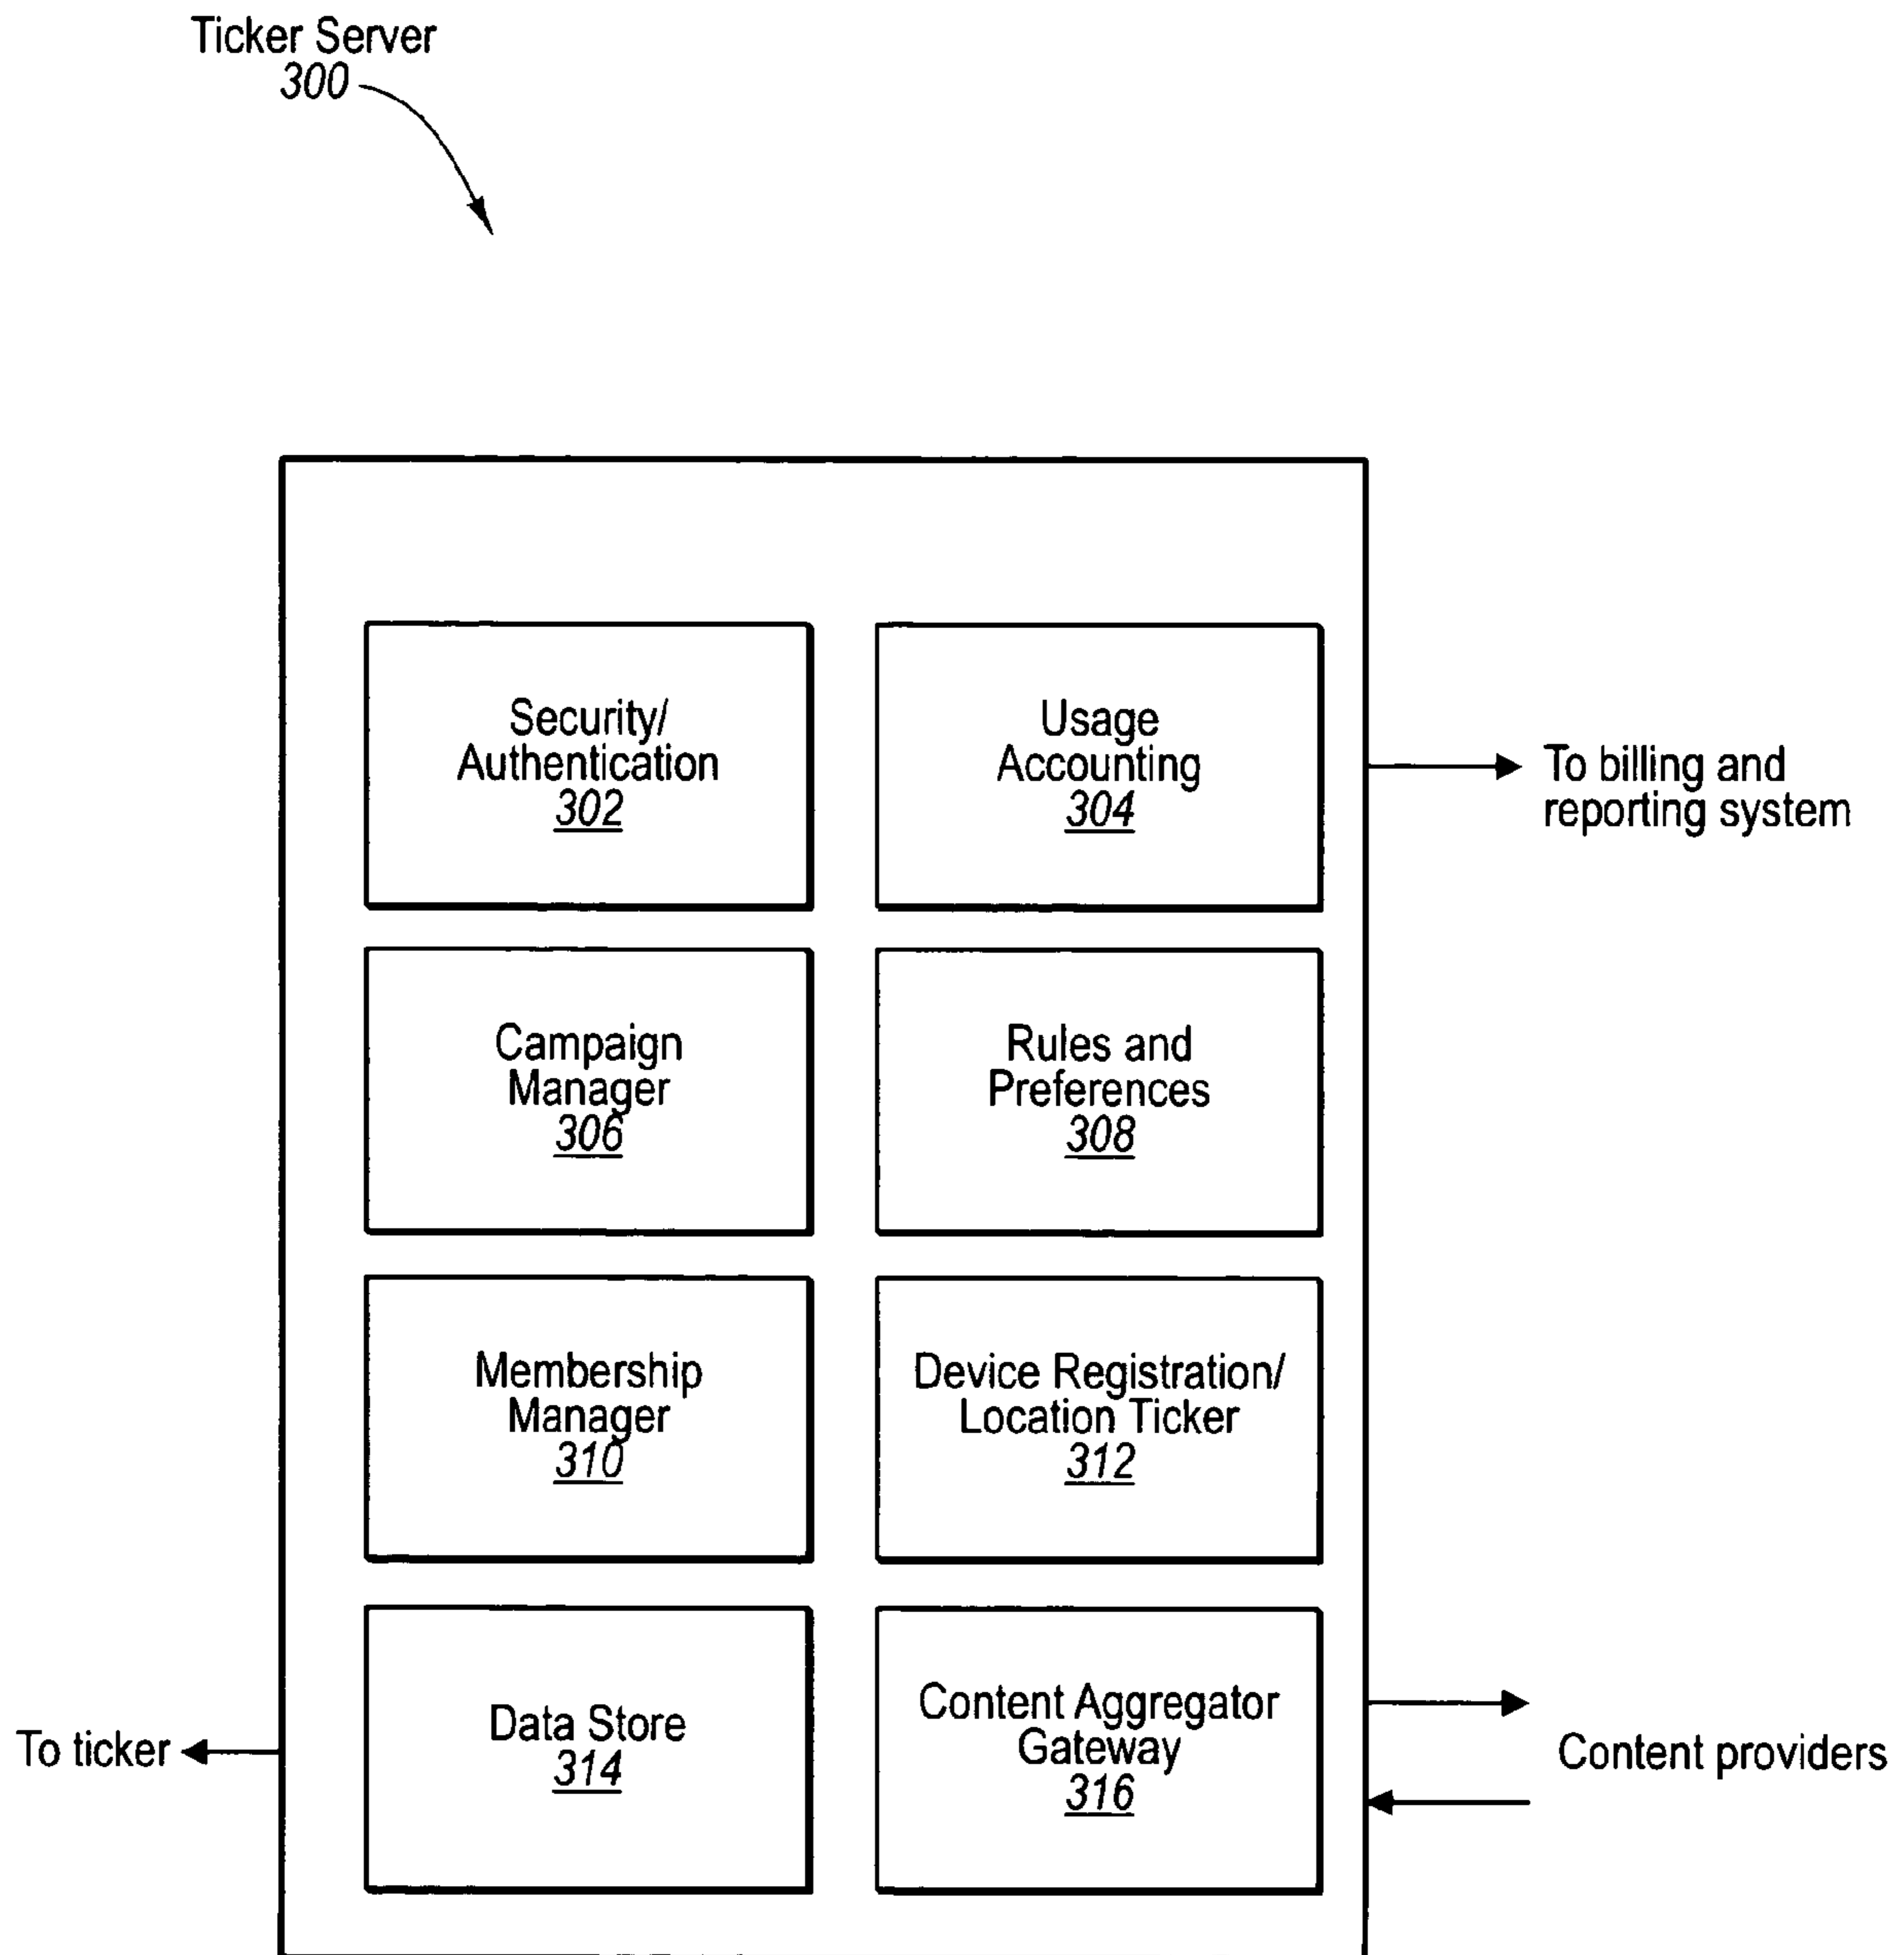 Ticker Server
300
Security/
Authentication
302
Usage
Accounting
304
To billing and
reporting system
Campaign
Manager
306
Rules and
Preferences
308
Membership
Manager
310
Device Registration/
Location Ticker
312
To ticker
Data Store
314
Content Aggregator
Gateway
316
Content providers